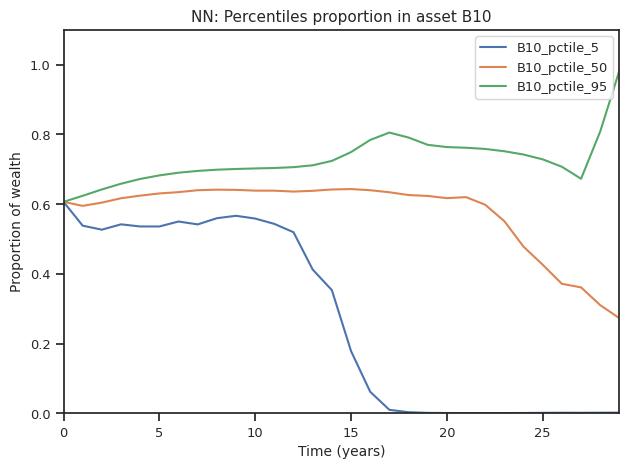 NN: Percentiles proportion in asset B10
B10_pctile_5
B10_pctile_50
B10_pctile_95
Proportion of wealth
1.0
0.8
0.6
0.4
0.2
0.0
0 5 10 15 20 25
Time (years)